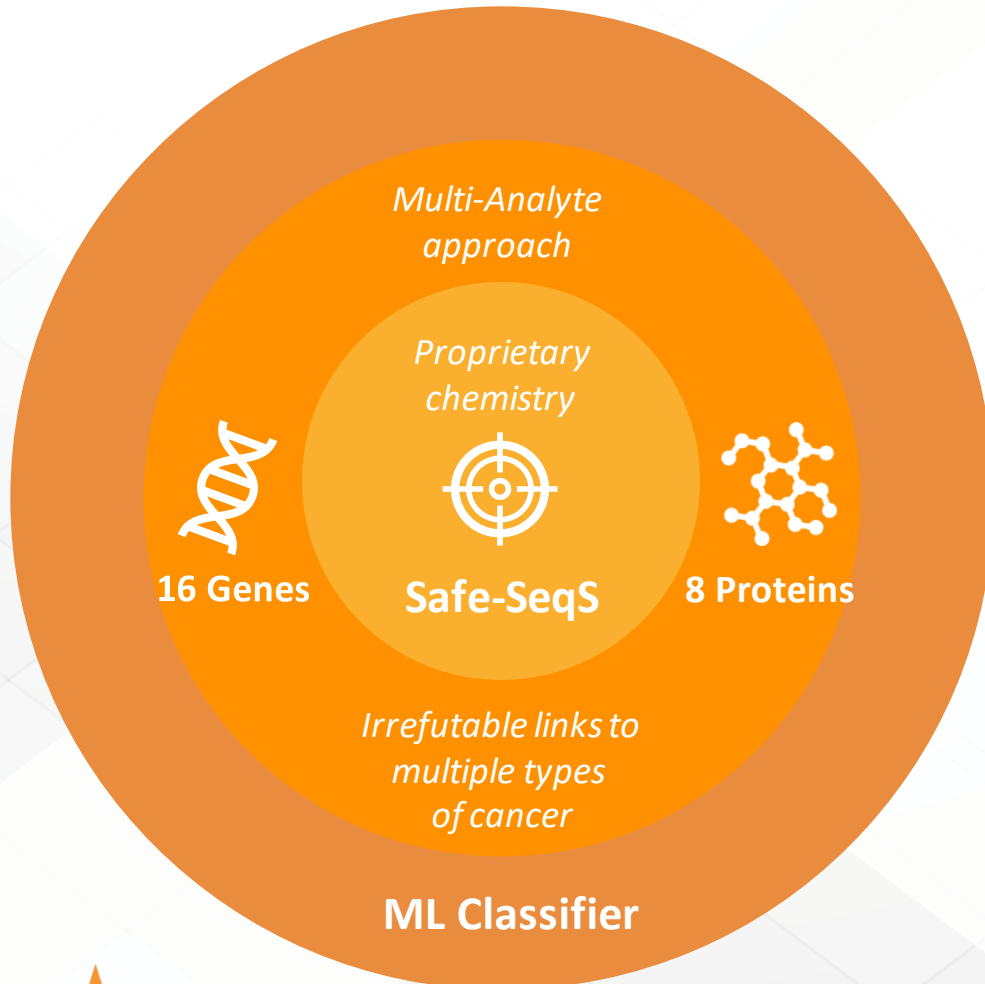 Multi-Analyte
approach
Proprietary
chemistry
16 Genes
Safe-SeqS
8 Proteins
Irrefutable links to
multiple types
of cancer
ML Classifier